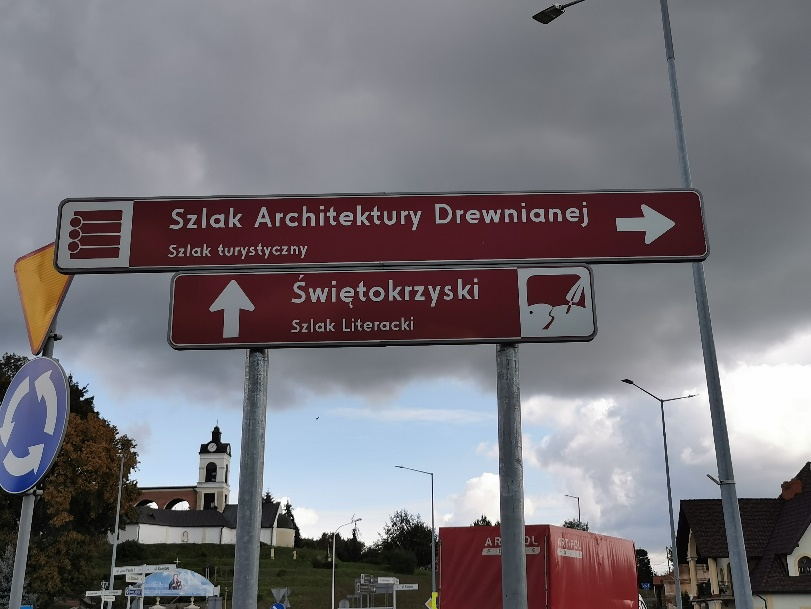 Szlak Architektury Drewnianej
Szlak turystyczny
Świętokrzyski
Szlak Literacki